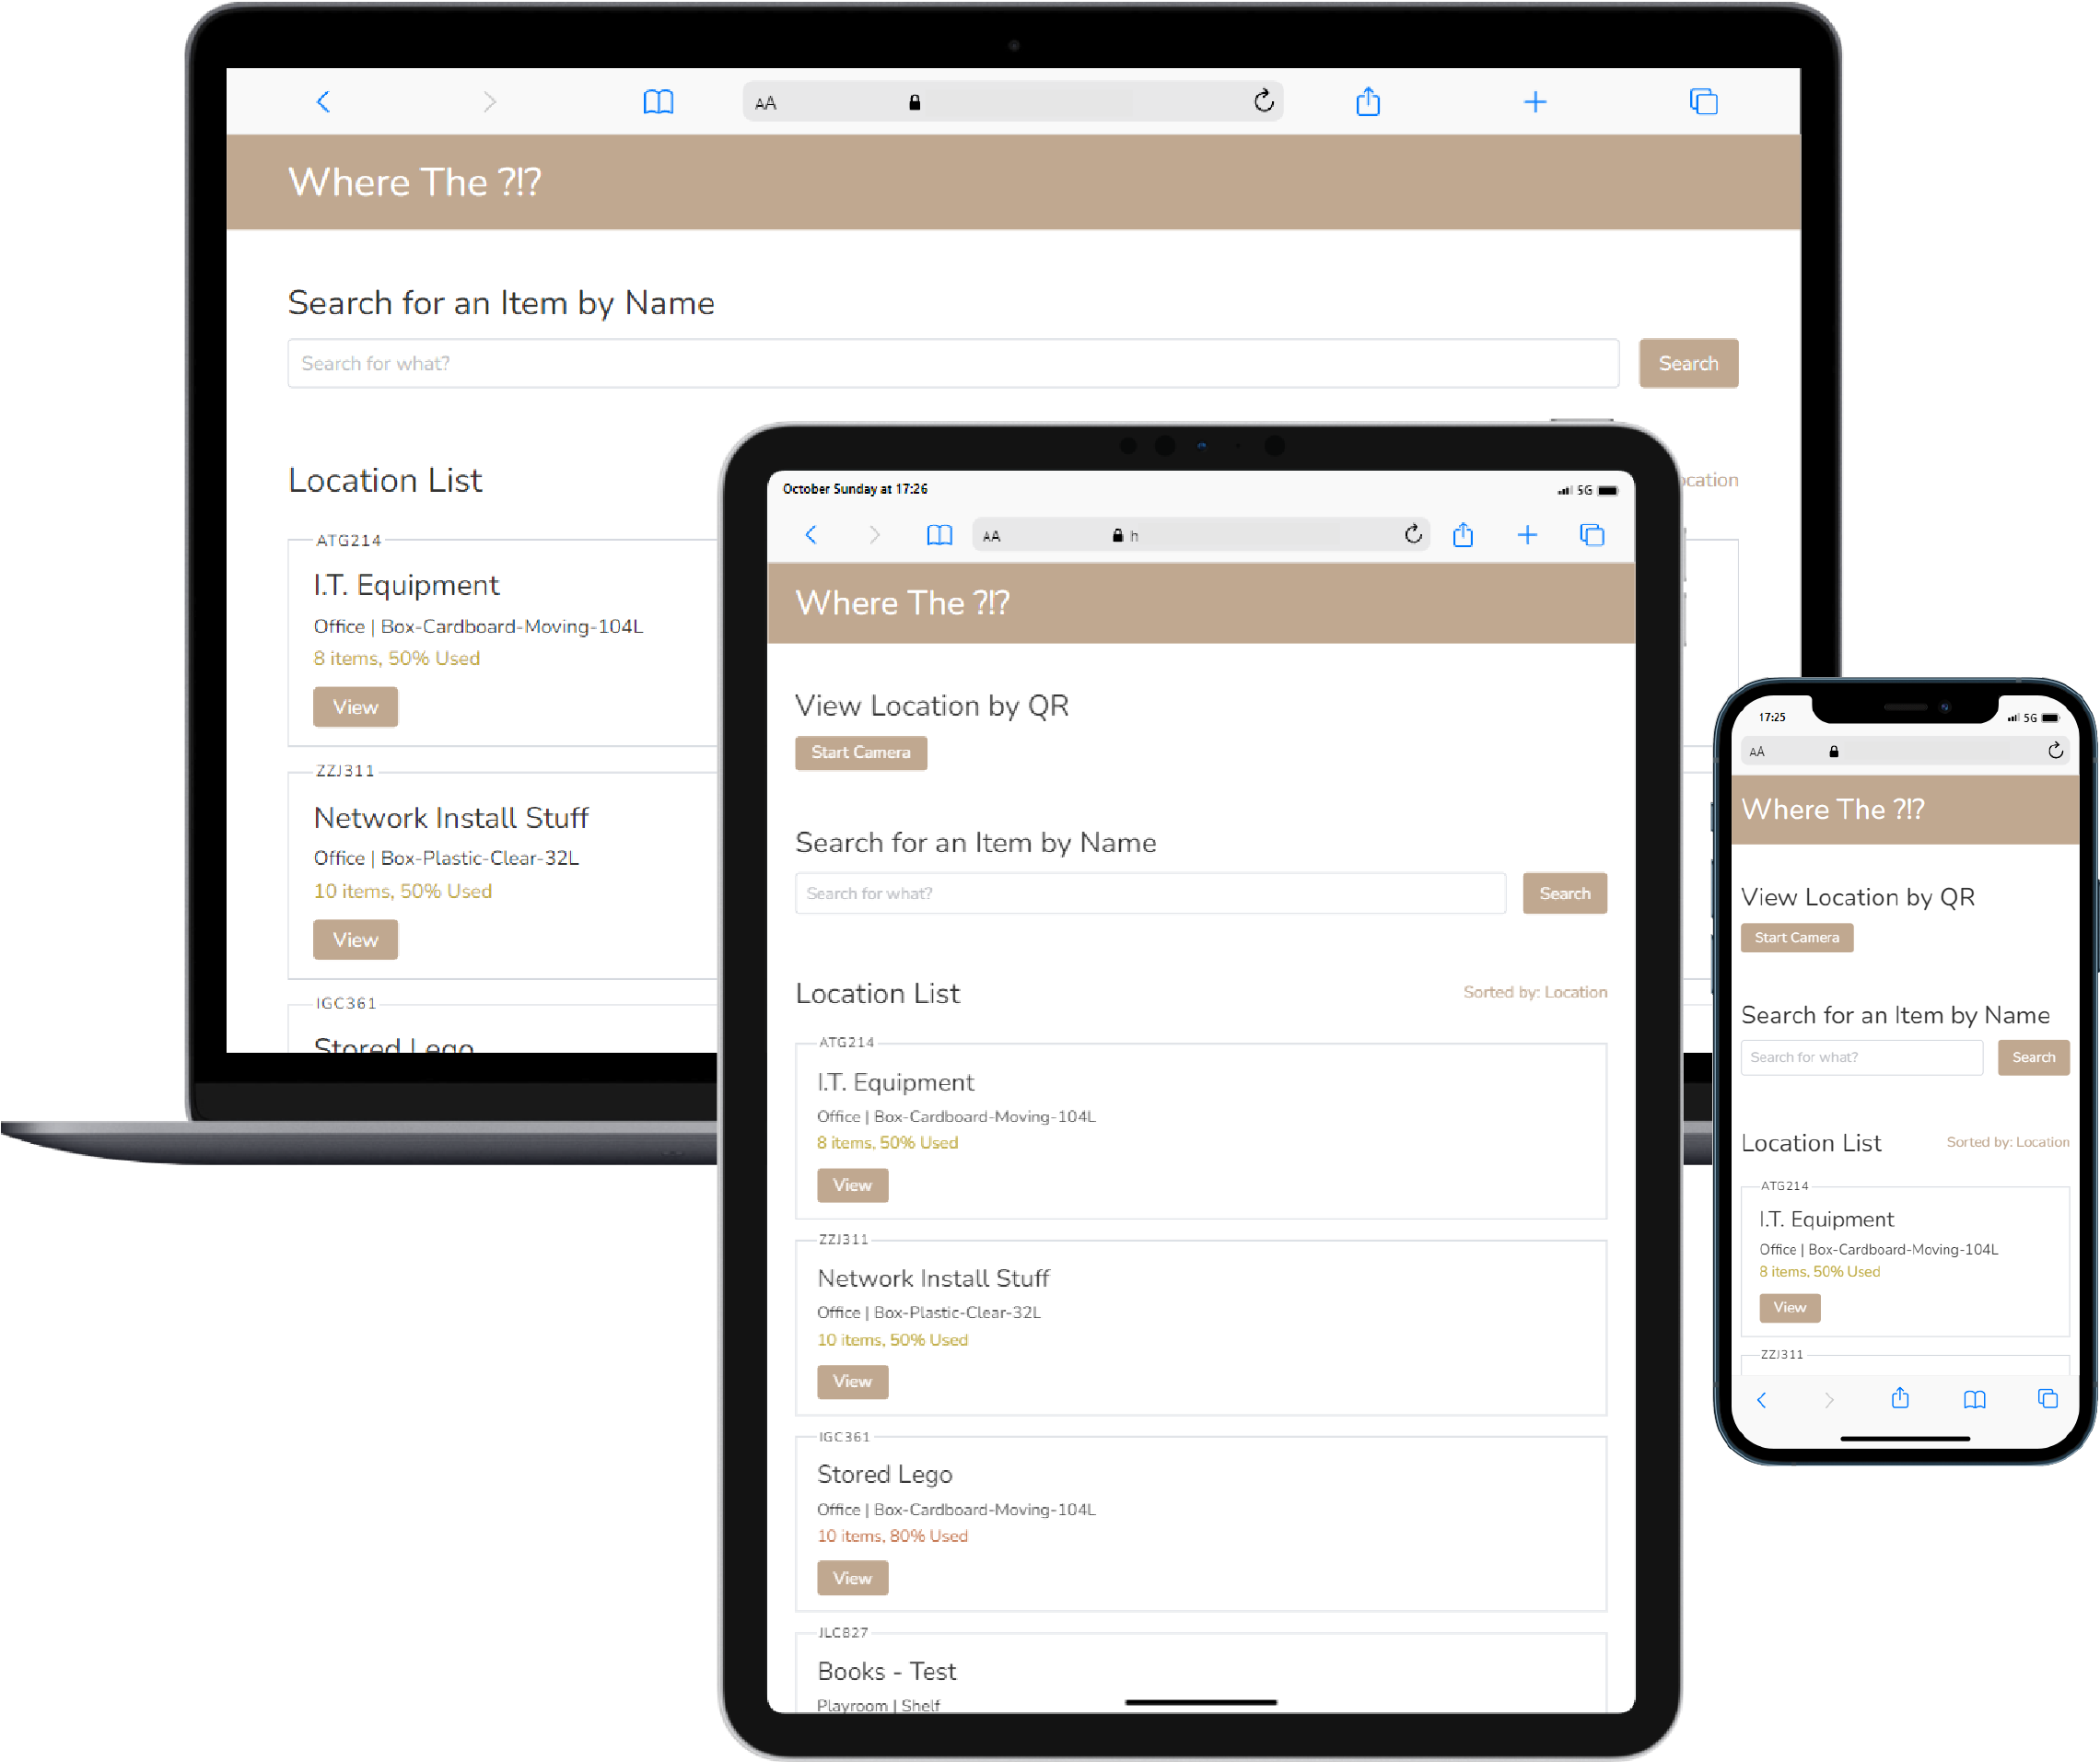 AA
Where The ?!?
Search for an Item by Name
Search for what?
Search
Location List
ocation
ATG214
I.T. Equipment
Office | Box-Cardboard-Moving-104L
8 items, 50% Used
View
ZZJ311
Network Install Stuff
Office | Box-Plastic-Clear-32L
10 items, 50% Used
View
IGC361
Stored Lego
October Sunday at 17:26
5G
AA
h
Where The ?!?
View Location by QR
Start Camera
Search for an Item by Name
Search for what?
Search
Location List
Sorted by: Location
ATG214
I.T. Equipment
Office | Box-Cardboard-Moving-104L
8 items, 50% Used
View
ZZJ311
Network Install Stuff
Office | Box-Plastic-Clear-32L
10 items, 50% Used
View
IGC361
Stored Lego
Office | Box-Cardboard-Moving-104L
10 items, 80% Used
View
JLC827
Books - Test
Playroom | Shelf
17:25
5G
AA
Where The ?!?
View Location by QR
Start Camera
Search for an Item by Name
Search for what?
Search
Location List
Sorted by: Location
ATG214
I.T. Equipment
Office | Box-Cardboard-Moving-104L
8 items, 50% Used
View
ZZJ311